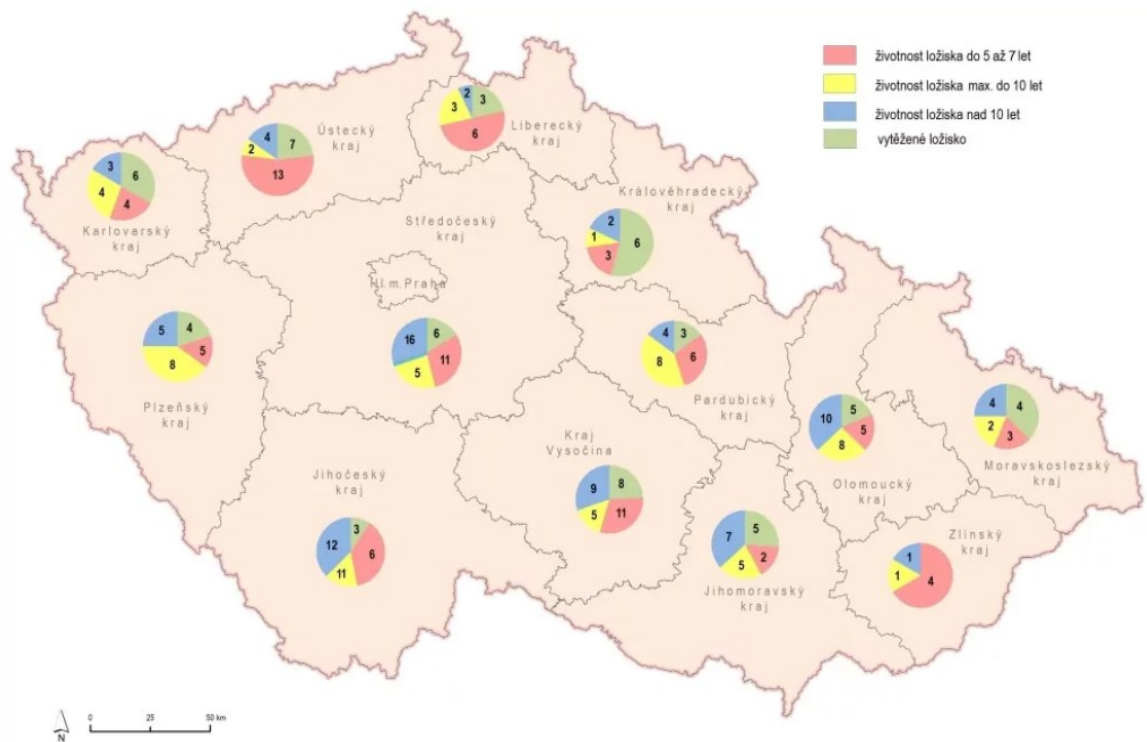 životnost ložiska do 5 až 7 let
životnost ložiska max. do 10 let
životnost ložiska nad 10 let
vytěžené ložisko
2
3
3
6
Liberecký
kraj
Ústecký
kraj
4
7
2
13
3
6
4
4
Karlovarský
kraj
Královéhradecký
kraj
2
1
6
3
Středočeský
kraj
Hl.m.Praha
16
6
5
11
5
4
5
8
Plzeňský
kraj
4
3
8
6
Pardubický
kraj
10
5
5
8
Olomoucký
kraj
4
4
2
3
Moravskoslezský
kraj
Kraj
Vysočina
9
8
5
11
Jihočeský
kraj
3
12
6
11
7
5
5
2
Jihomoravský
kraj
Zlínský
kraj
1
1
4
N
0 25 50 km